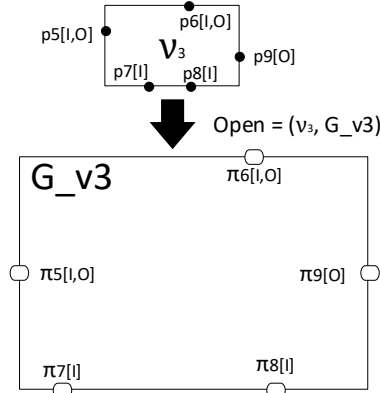 p6[I,O]
p5[I,O]
ν₃
p9[O]
p7[I]
p8[I]
Open = (ν₃, G_v3)
G_v3
π6[I,O]
π5[I,O]
π9[O]
π7[I]
π8[I]